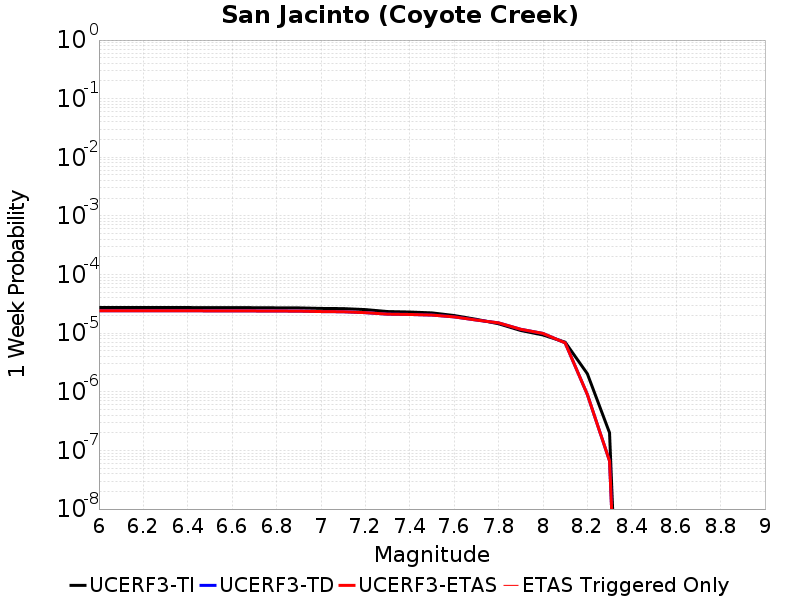 San Jacinto (Coyote Creek)
1 Week Probability
10^0
10^-1
10^-2
10^-3
10^-4
10^-5
10^-6
10^-7
10^-8
6 6.2 6.4 6.6 6.8 7 7.2 7.4 7.6 7.8 8 8.2 8.4 8.6 8.8 9
Magnitude
UCERF3-TI UCERF3-TD UCERF3-ETAS ETAS Triggered Only